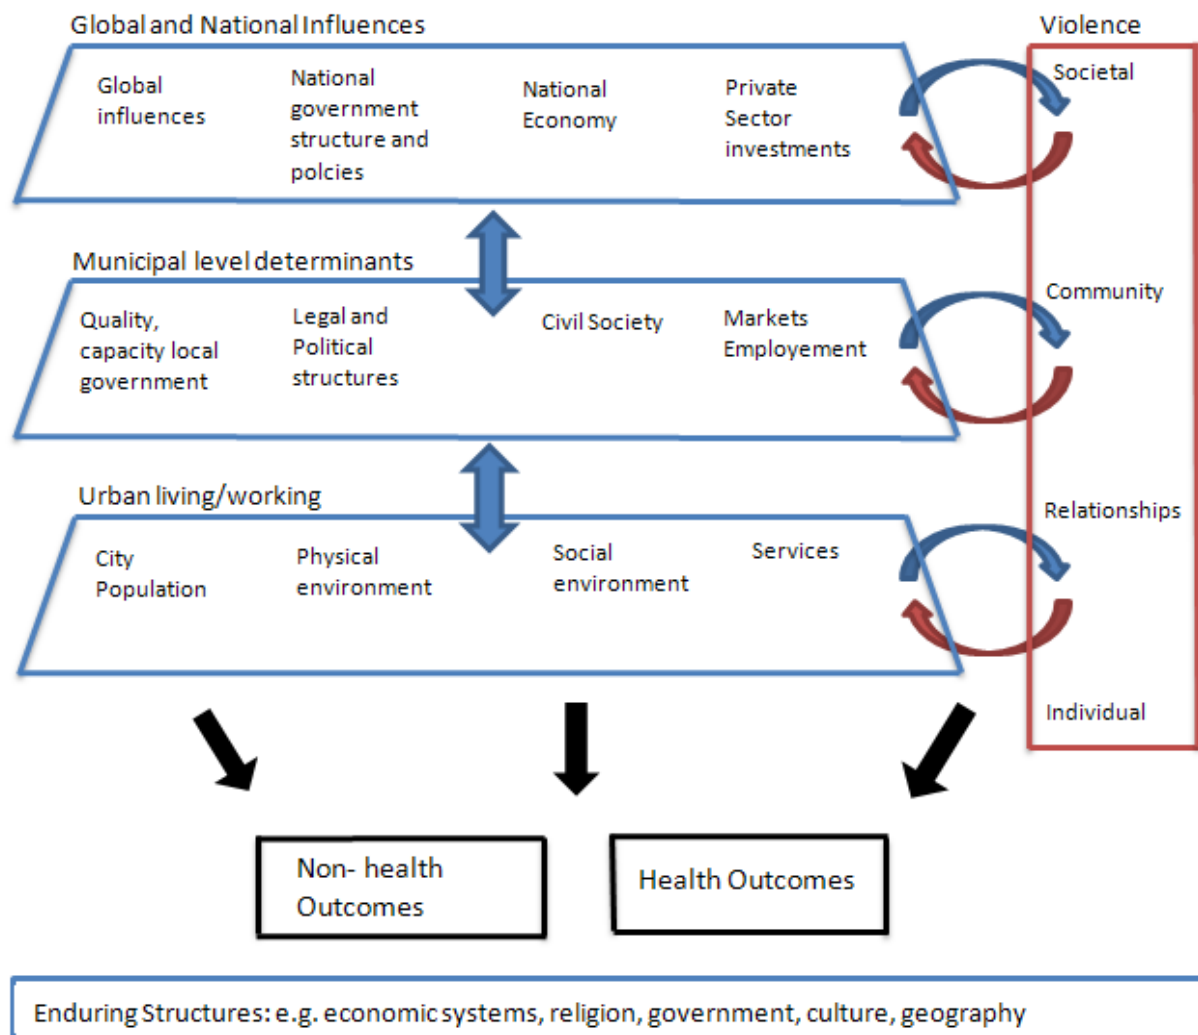 Global and National Influences
Violence
Global
influences
National
government
structure and
polcies
National
Economy
Private
Sector
investments
Societal
Municipal level determinants
Quality,
capacity local
government
Legal and
Political
structures
Civil Society
Markets
Employement
Community
Urban living/working
City
Population
Physical
environment
Social
environment
Services
Relationships
Individual
Non- health
Outcomes
Health Outcomes
Enduring Structures: e.g. economic systems, religion, government, culture, geography